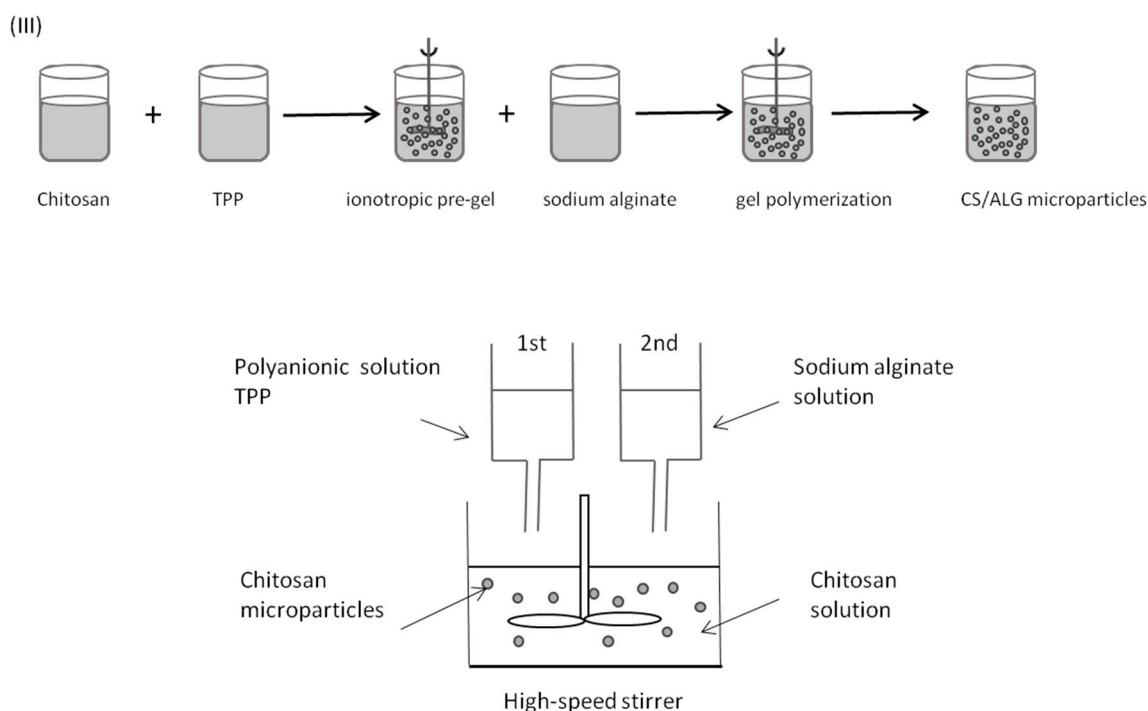 (III)
+
+
Chitosan
TPP
ionotropic pre-gel
sodium alginate
gel polymerization
CS/ALG microparticles
1st
2nd
Polyanionic solution
TPP
Sodium alginate
solution
Chitosan
microparticles
Chitosan
solution
High-speed stirrer